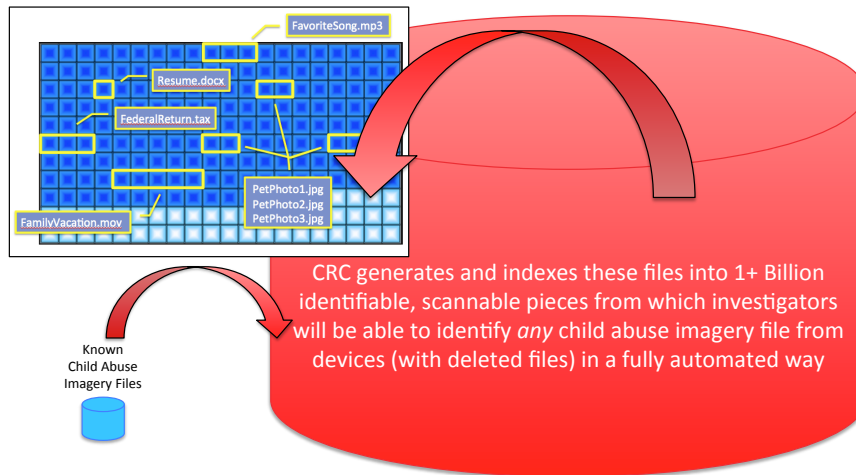 FavoriteSong.mp3
Resume.docx
FederalReturn.tax
PetPhoto1.jpg
PetPhoto2.jpg
PetPhoto3.jpg
FamilyVacation.mov
CRC generates and indexes these files into 1+ Billion
identifiable, scannable pieces from which investigators
will be able to identify any child abuse imagery file from
devices (with deleted files) in a fully automated way
Known
Child Abuse
Imagery Files